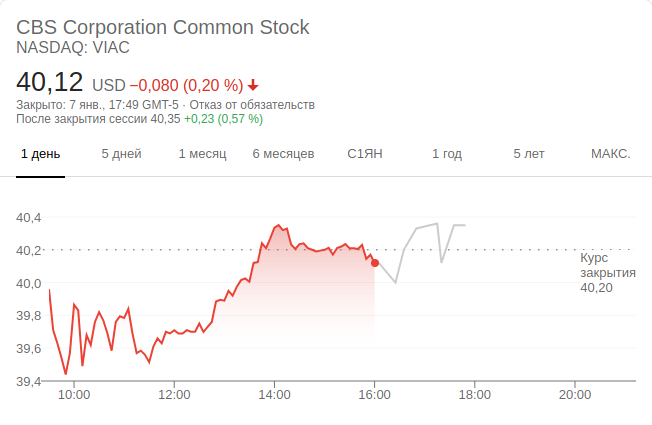 CBS Corporation Common Stock
NASDAQ: VIAC
40,12 USD −0,080 (0,20 %)
Закрыто: 7 янв., 17:49 GMT-5 · Отказ от обязательств
После закрытия сессии 40,35 +0,23 (0,57 %)
1 день 5 дней 1 месяц 6 месяцев С1ЯН 1 год 5 лет МАКС.
40,4
40,2
Курс
закрытия
40,20
40,0
39,8
39,6
39,4
10:00 12:00 14:00 16:00 18:00 20:00